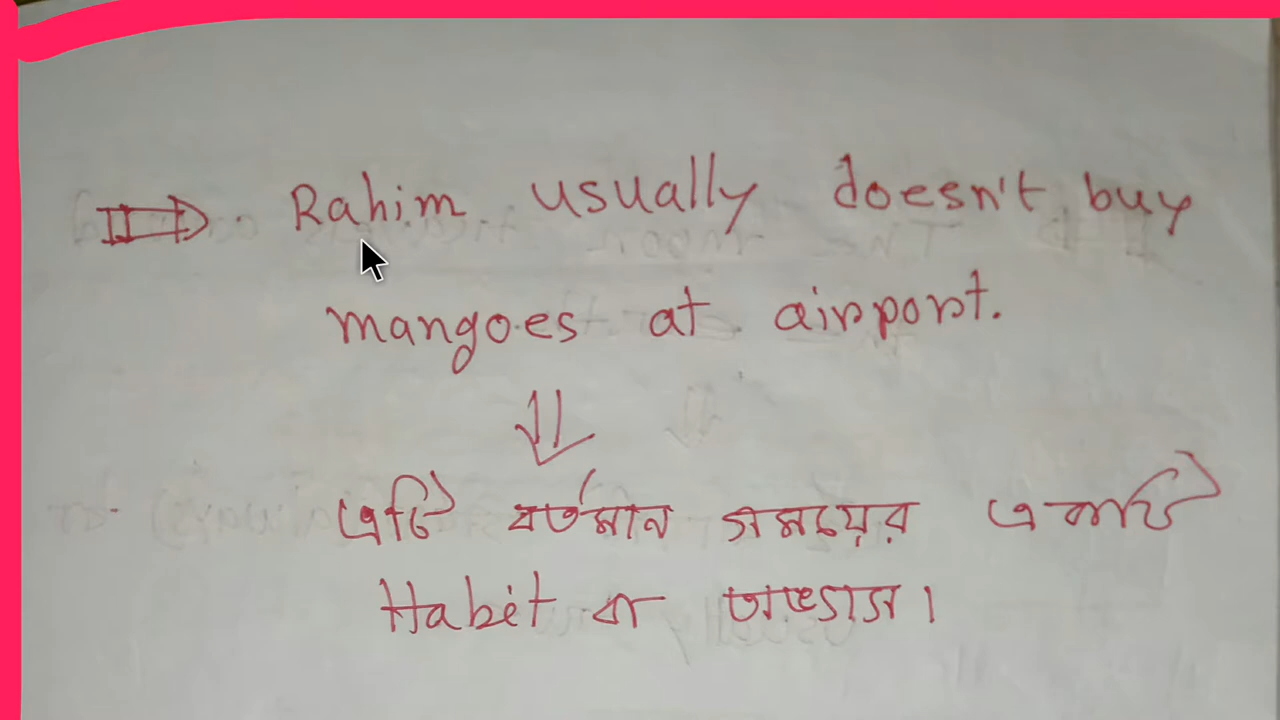 Rahim usually doesn't buy
mangoes at airport.
এটি বর্তমান সময়ের একটি
Habit বা অভ্যাস।